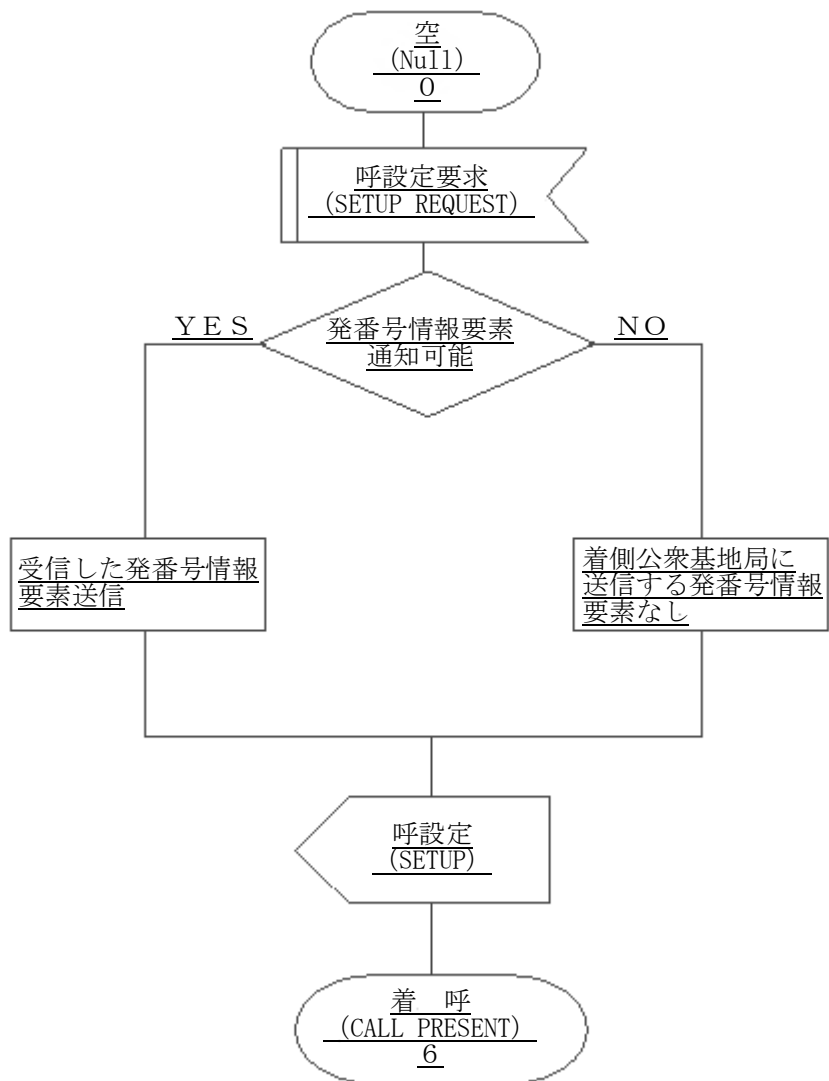 空
(Null)
0
呼設定要求
(SETUP REQUEST)
ＹＥＳ
発番号情報要素
通知可能
ＮＯ
受信した発番号情報
要素送信
着側公衆基地局に
送信する発番号情報
要素なし
呼設定
(SETUP)
着　呼
(CALL PRESENT)
6